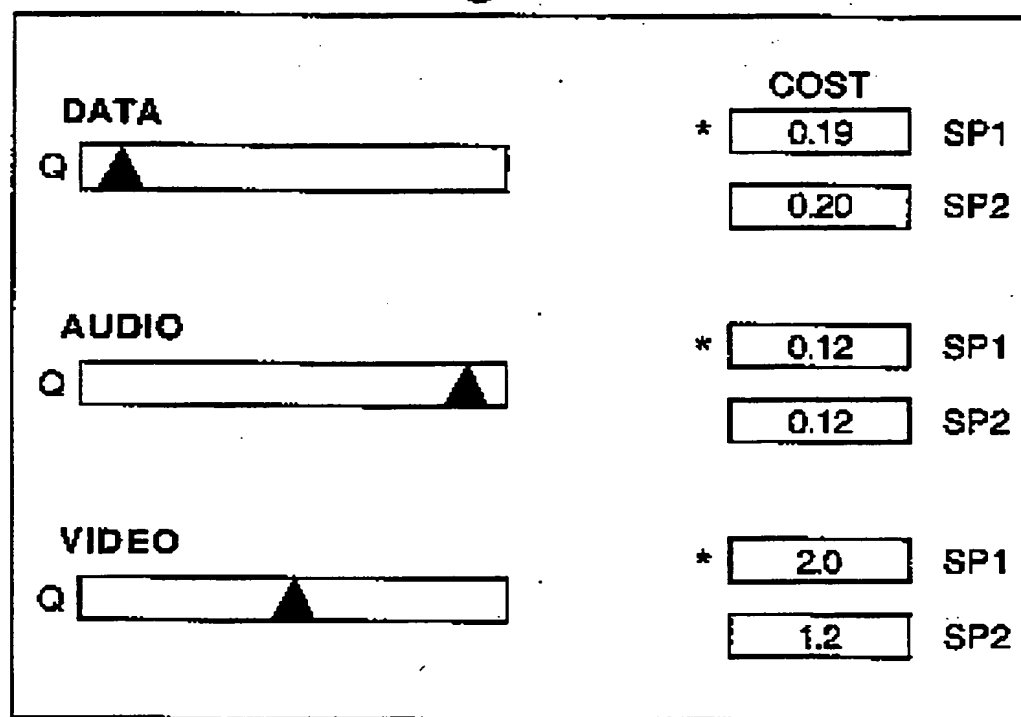 COST
DATA
* 0.19 SP1
Q
0.20 SP2
AUDIO
* 0.12 SP1
Q
0.12 SP2
VIDEO
* 2.0 SP1
Q
1.2 SP2